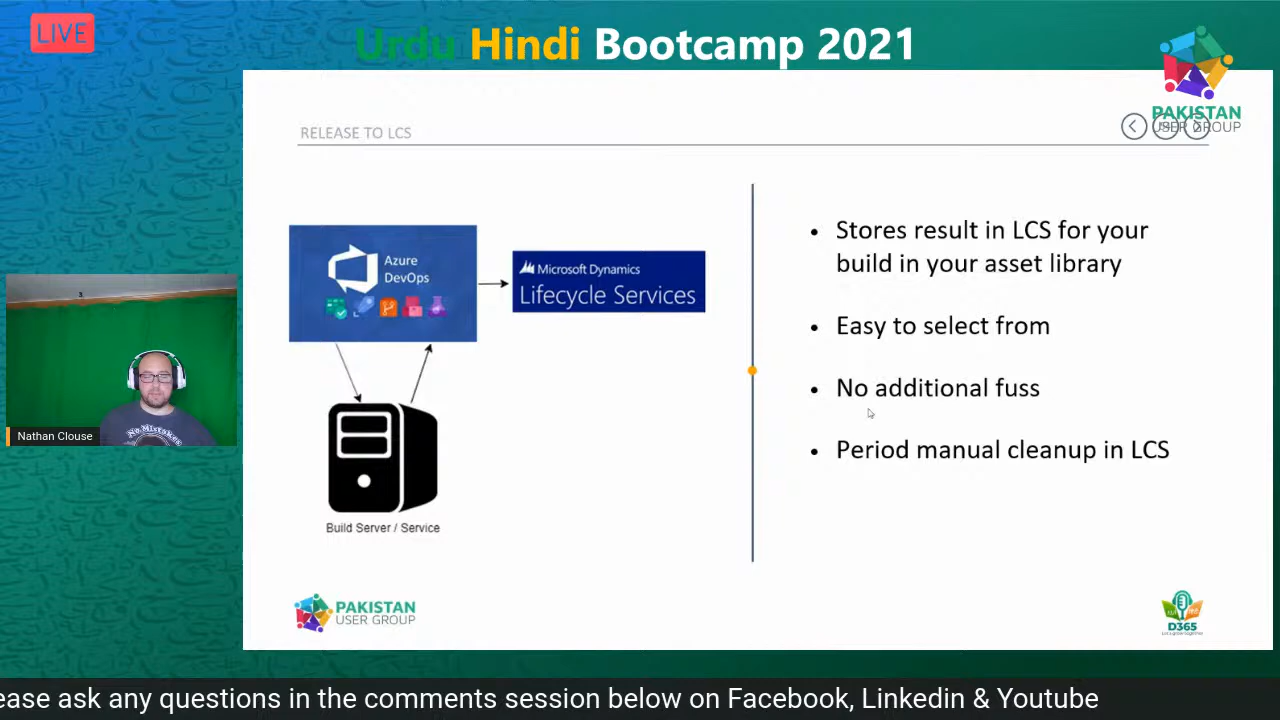 LIVE
Urdu Hindi Bootcamp 2021
PAKISTAN
USER GROUP
RELEASE TO LCS
Azure
DevOps
Microsoft Dynamics
Lifecycle Services
Build Server / Service
Stores result in LCS for your
build in your asset library
Easy to select from
No additional fuss
Period manual cleanup in LCS
No Mistakes
Nathan Clouse
PAKISTAN
USER GROUP
D365
ease ask any questions in the comments session below on Facebook, Linkedin & Youtube